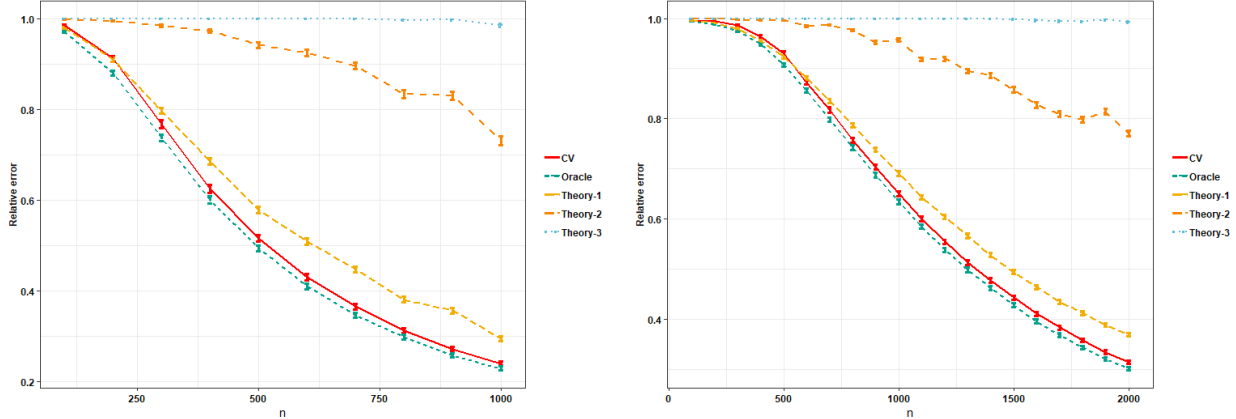 Relative error
1.0
0.8
0.6
0.4
0.2
250
500
750
1000
n
CV
Oracle
Theory-1
Theory-2
Theory-3
Relative error
1.0
0.8
0.6
0.4
0
500
1000
1500
2000
n
CV
Oracle
Theory-1
Theory-2
Theory-3